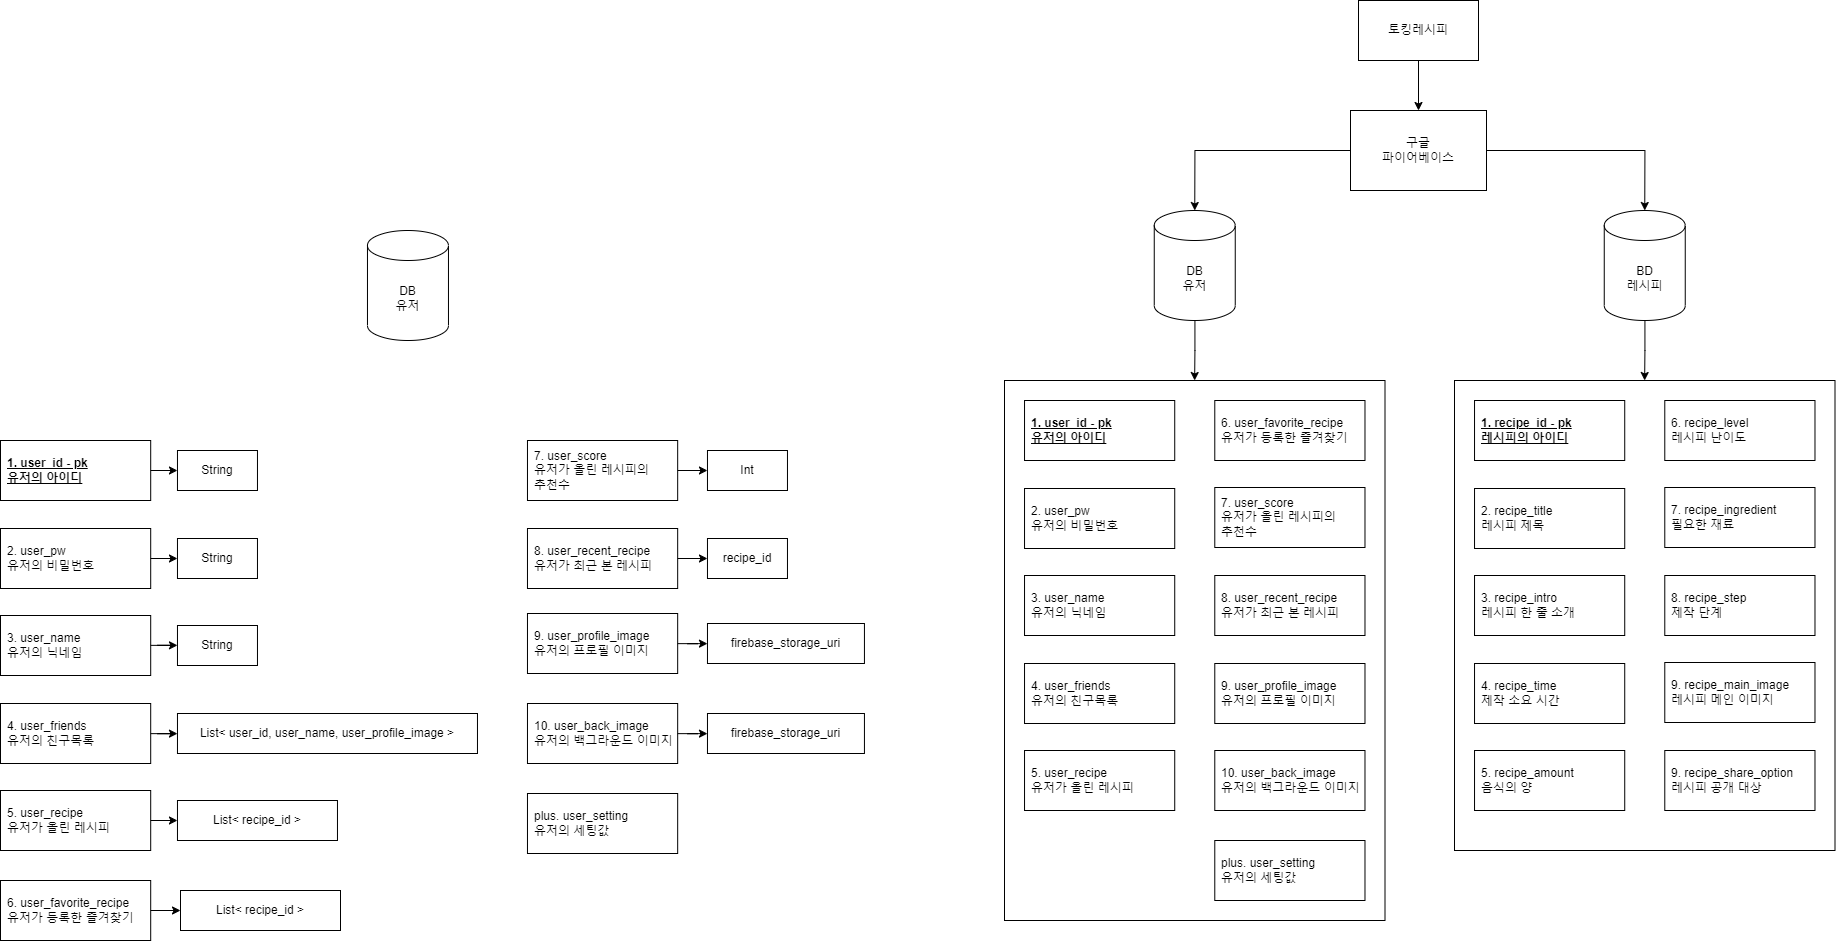 토킹레시피
구글
파이어베이스
DB
유저
BD
레시피
DB
유저
1. user_id - pk
유저의 아이디
String
2. user_pw
유저의 비밀번호
String
3. user_name
유저의 닉네임
String
4. user_friends
유저의 친구목록
List< user_id, user_name, user_profile_image >
5. user_recipe
유저가 올린 레시피
List< recipe_id >
6. user_favorite_recipe
유저가 등록한 즐겨찾기
List< recipe_id >
7. user_score
유저가 올린 레시피의
추천수
Int
8. user_recent_recipe
유저가 최근 본 레시피
recipe_id
9. user_profile_image
유저의 프로필 이미지
firebase_storage_uri
10. user_back_image
유저의 백그라운드 이미지
firebase_storage_uri
plus. user_setting
유저의 세팅값
1. user_id - pk
유저의 아이디
2. user_pw
유저의 비밀번호
3. user_name
유저의 닉네임
4. user_friends
유저의 친구목록
5. user_recipe
유저가 올린 레시피
6. user_favorite_recipe
유저가 등록한 즐겨찾기
7. user_score
유저가 올린 레시피의
추천수
8. user_recent_recipe
유저가 최근 본 레시피
9. user_profile_image
유저의 프로필 이미지
10. user_back_image
유저의 백그라운드 이미지
plus. user_setting
유저의 세팅값
1. recipe_id - pk
레시피의 아이디
2. recipe_title
레시피 제목
3. recipe_intro
레시피 한 줄 소개
4. recipe_time
제작 소요 시간
5. recipe_amount
음식의 양
6. recipe_level
레시피 난이도
7. recipe_ingredient
필요한 재료
8. recipe_step
제작 단계
9. recipe_main_image
레시피 메인 이미지
9. recipe_share_option
레시피 공개 대상